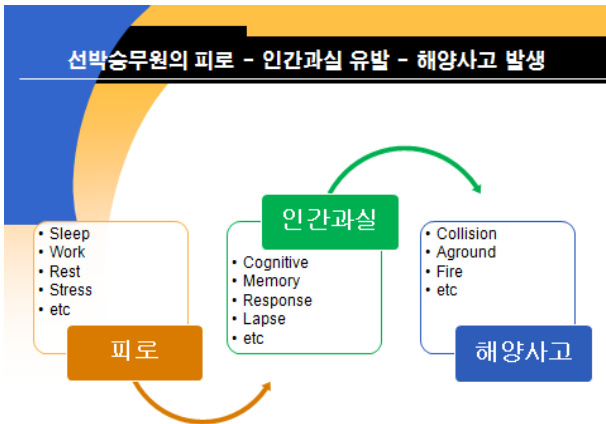 선박승무원의 피로 – 인간과실 유발 – 해양사고 발생
• Sleep
• Work
• Rest
• Stress
• etc
피로
인간과실
• Cognitive
• Memory
• Response
• Lapse
• etc
• Collision
• Aground
• Fire
• etc
해양사고